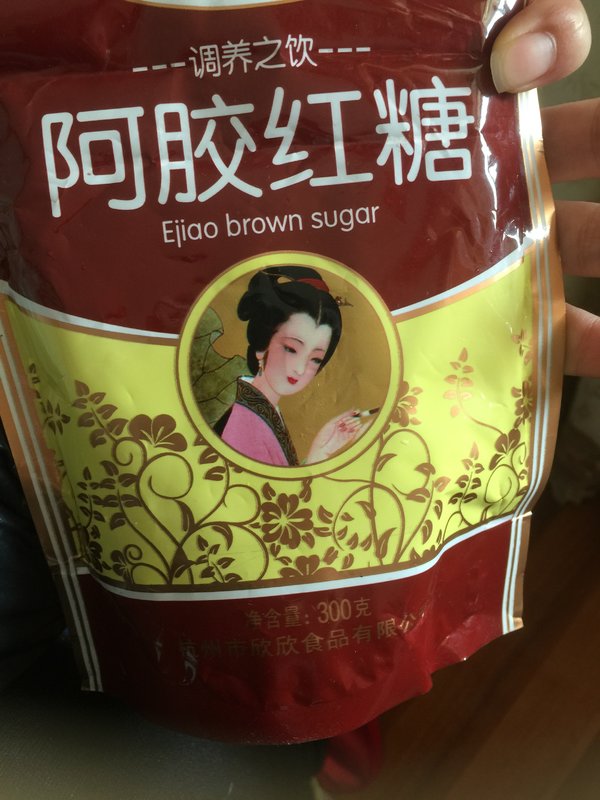 ---调养之饮---
阿胶红糖
Ejiao brown sugar
净含量: 300克
州市欣欣食品有限公